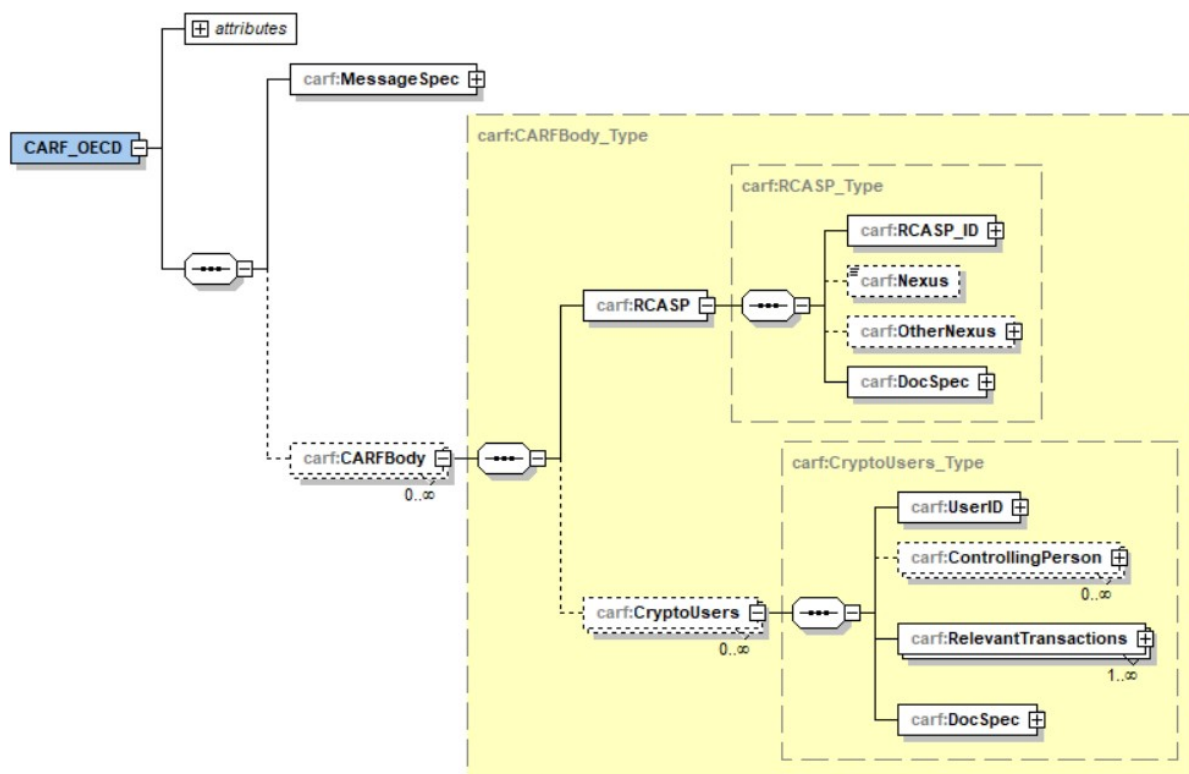 attributes
carf:MessageSpec
CARF_OECD
carf:CARFBody_Type
carf:RCASP_Type
carf:RCASP_ID
carf:Nexus
carf:RCASP
carf:OtherNexus
carf:DocSpec
carf:CARFBody
0..∞
carf:CryptoUsers_Type
carf:UserID
carf:ControllingPerson
0..∞
carf:CryptoUsers
0..∞
carf:RelevantTransactions
1..∞
carf:DocSpec